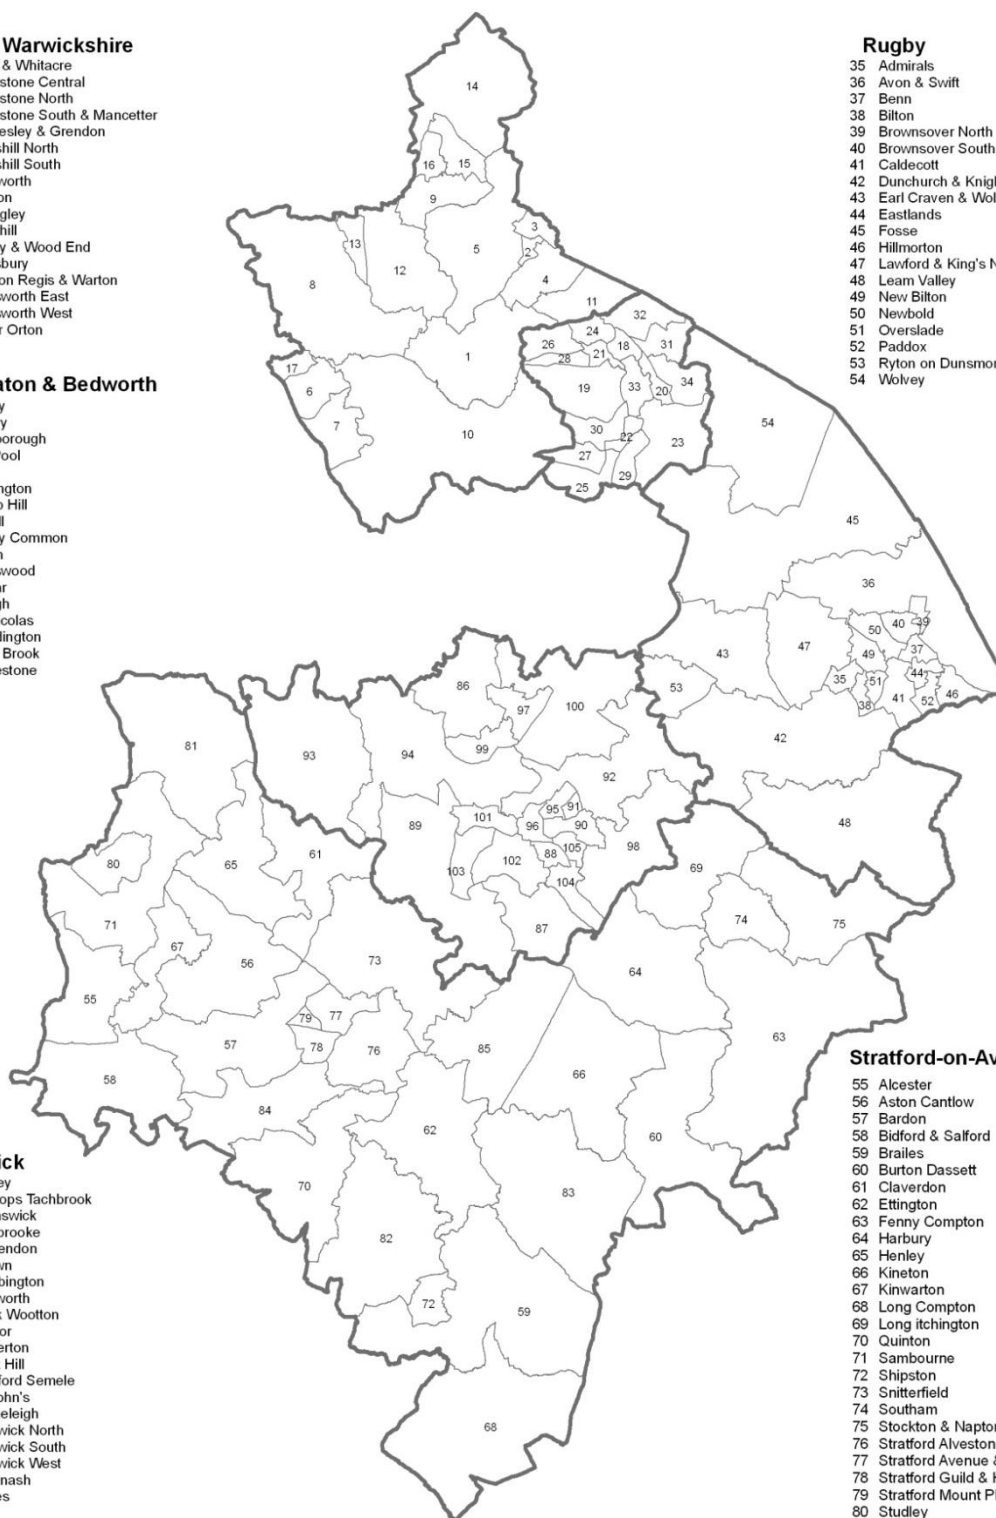 Warwickshire
& Whitacre
stone Central
stone North
stone South & Mancetter
esley & Grendon
shill North
shill South
worth
on
gley
hill
y & Wood End
sbury
on Regis & Warton
sworth East
sworth West
r Orton
aton & Bedworth
y
y
orough
Pool
ngton
o Hill
ll
y Common
n
swood
ar
gh
icolas
llington
Brook
estone
ick
ey
ops Tachbrook
nswick
brooke
endon
wn
bington
worth
k Wootton
or
erton
k Hill
ford Semele
ohn's
eleigh
wick North
wick South
wick West
nash
es
Rugby
35 Admirals
36 Avon & Swift
37 Benn
38 Bilton
39 Brownsover North
40 Brownsover South
41 Caldecott
42 Dunchurch & Knigh
43 Earl Craven & Wol
44 Eastlands
45 Fosse
46 Hillmorton
47 Lawford & King's N
48 Leam Valley
49 New Bilton
50 Newbold
51 Overslade
52 Paddox
53 Ryton on Dunsmor
54 Wolvey
Stratford-on-Av
55 Alcester
56 Aston Cantlow
57 Bardon
58 Bidford & Salford
59 Brailes
60 Burton Dassett
61 Claverdon
62 Ettington
63 Fenny Compton
64 Harbury
65 Henley
66 Kineton
67 Kinwarton
68 Long Compton
69 Long itchington
70 Quinton
71 Sambourne
72 Shipston
73 Snitterfield
74 Southam
75 Stockton & Napton
76 Stratford Alveston
77 Stratford Avenue &
78 Stratford Guild & H
79 Stratford Mount Pl
80 Studley
14
16
15
9
3
13
5
2
12
4
8
11
32
24
26
18
31
1
28
21
17
19
33
34
6
20
54
7
10
30
22
23
27
25
29
45
36
50
40
39
43
47
49
37
86
53
35
51
44
97
100
38
41
52
46
81
93
94
99
42
92
95
91
89
101
96
90
48
61
105
98
80
65
102
88
69
103
104
71
87
74
75
67
56
73
64
55
79
77
63
57
78
85
76
58
66
84
62
60
70
83
82
72
59
68